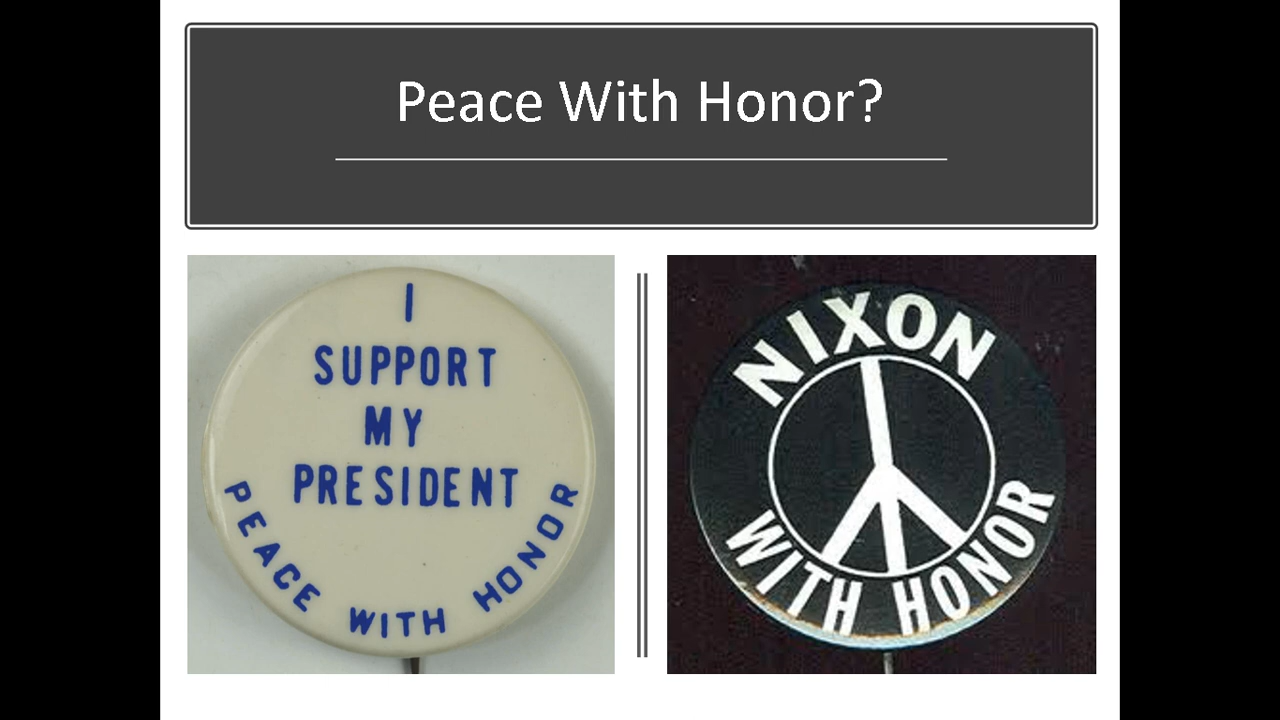 Peace With Honor?
I
SUPPORT
MY
PRESIDENT
PEACE WITH HONOR
NIXON
WITH HONOR